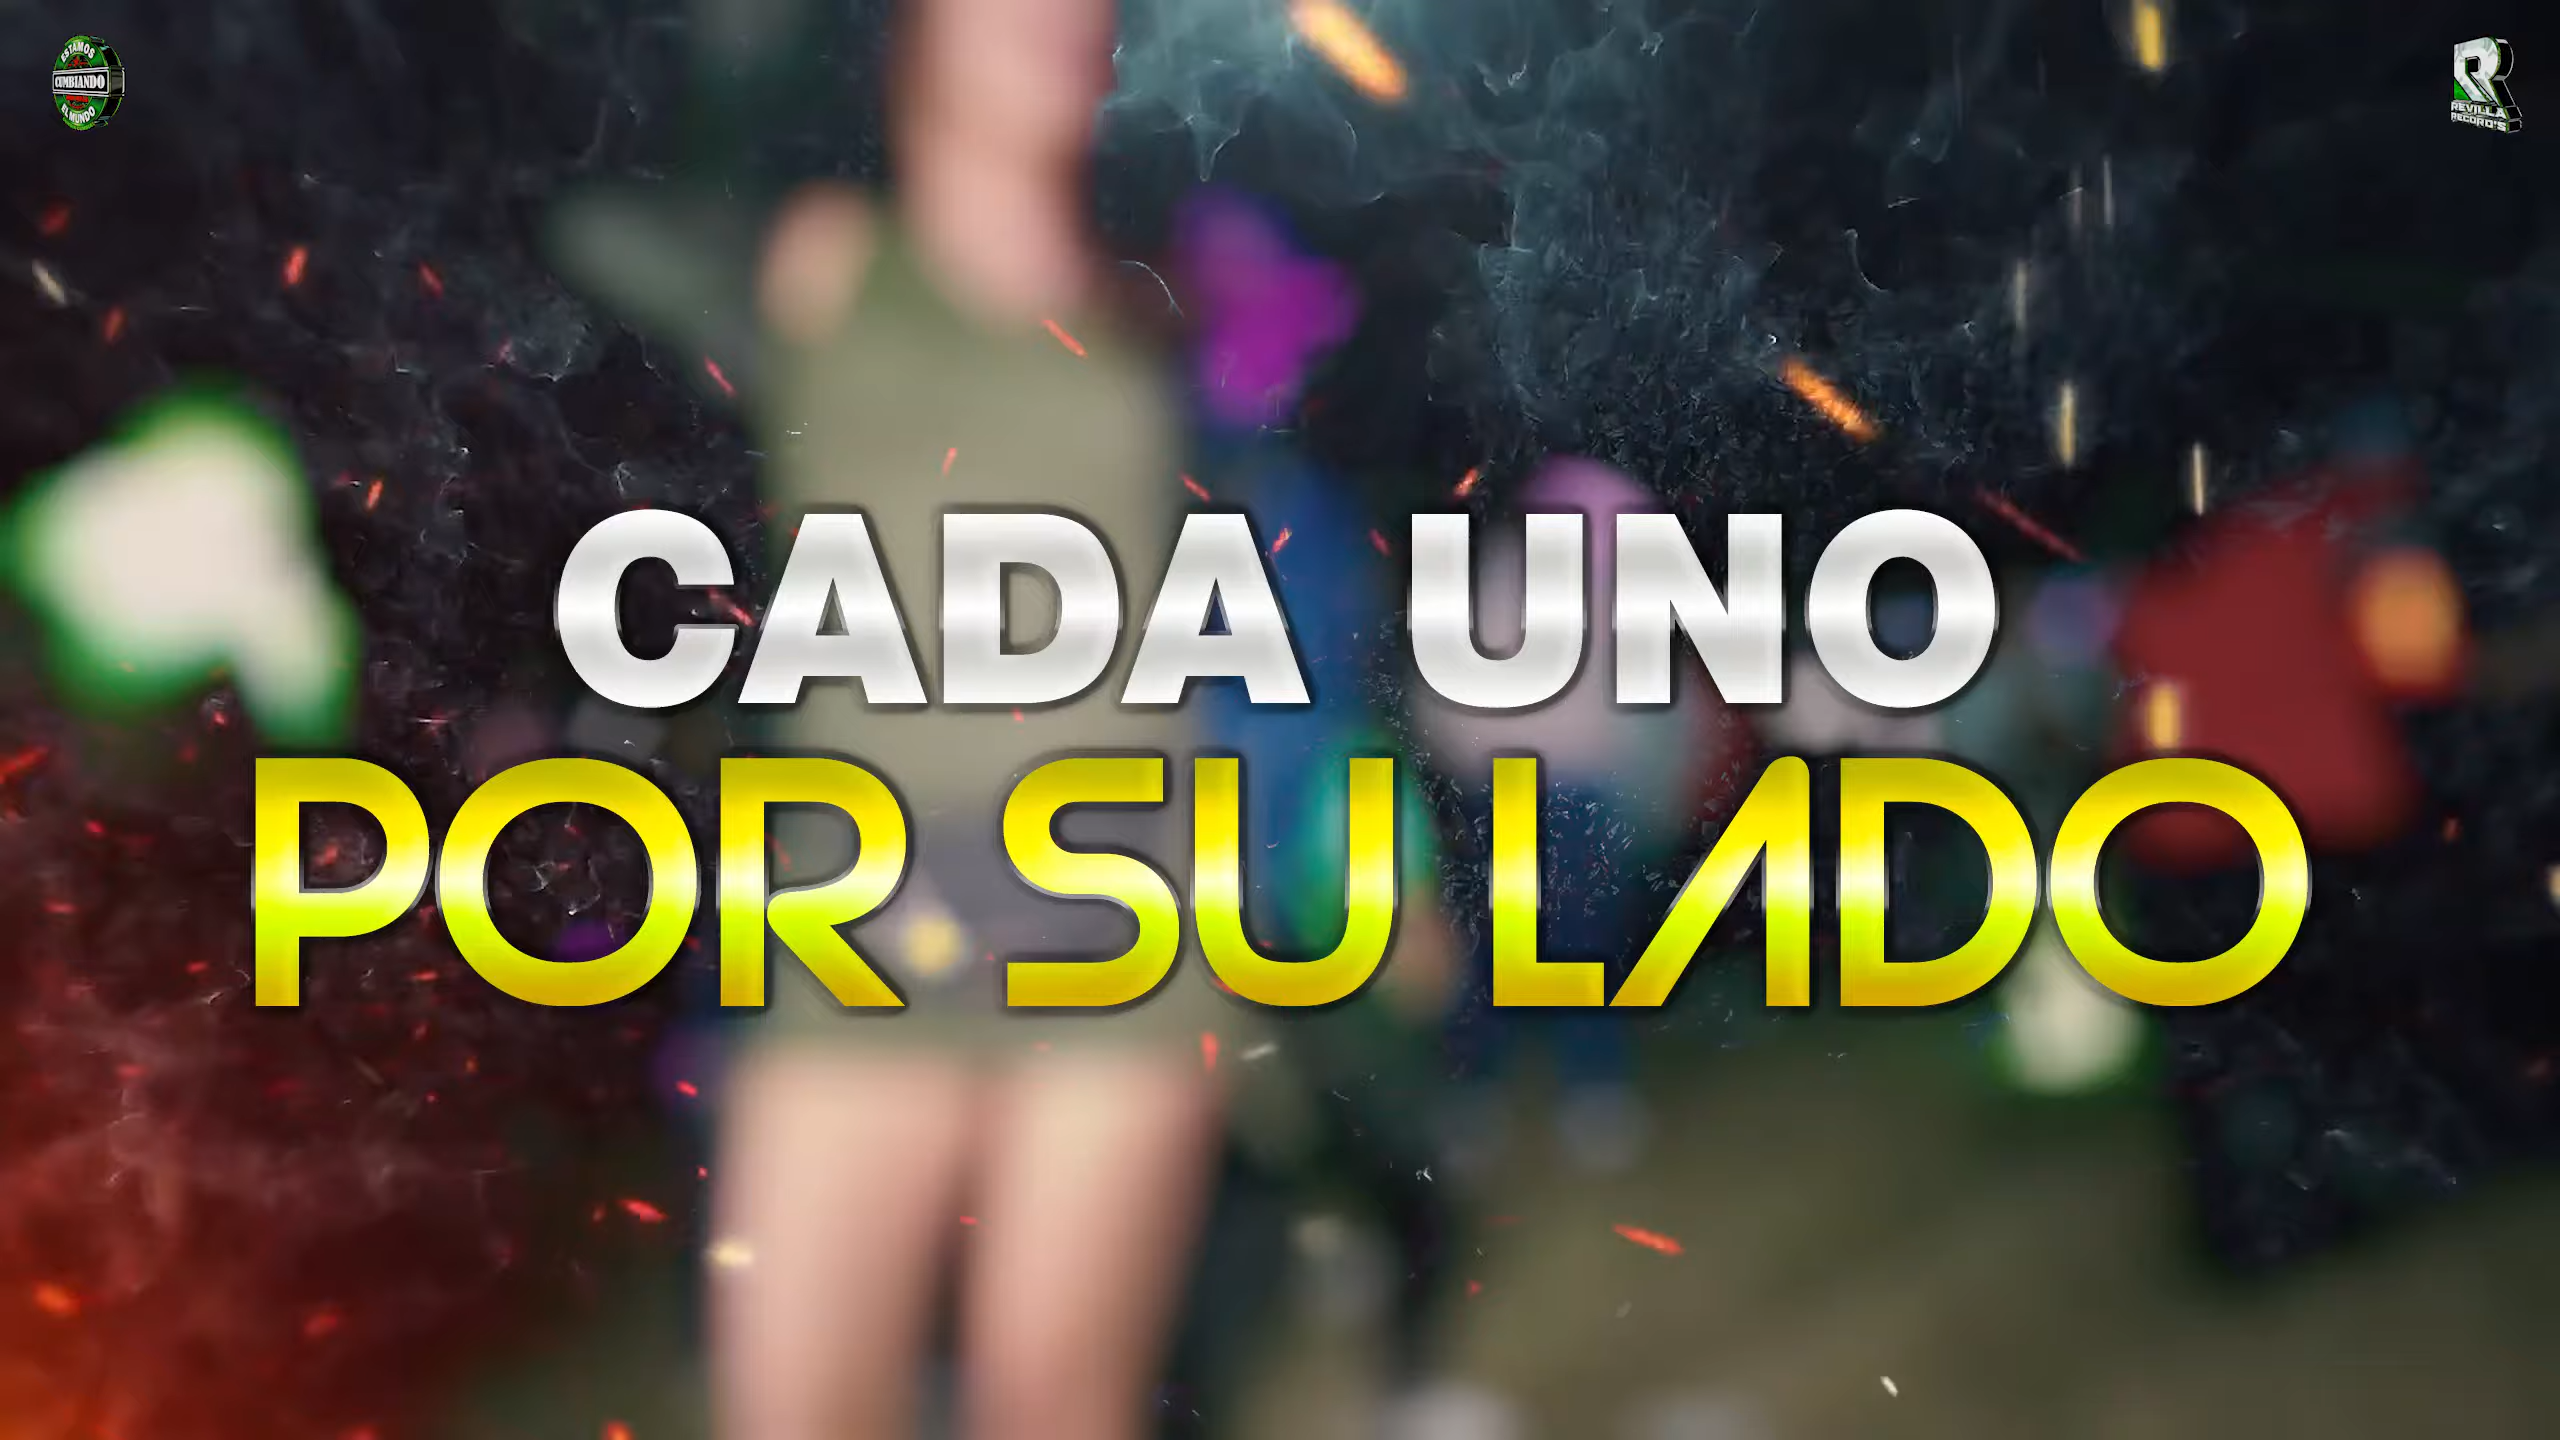 ESTAMOS
CUMBIANDO
EL MUNDO
R
REVILLA
RECORD'S
CADA UNO
POR SU LADO